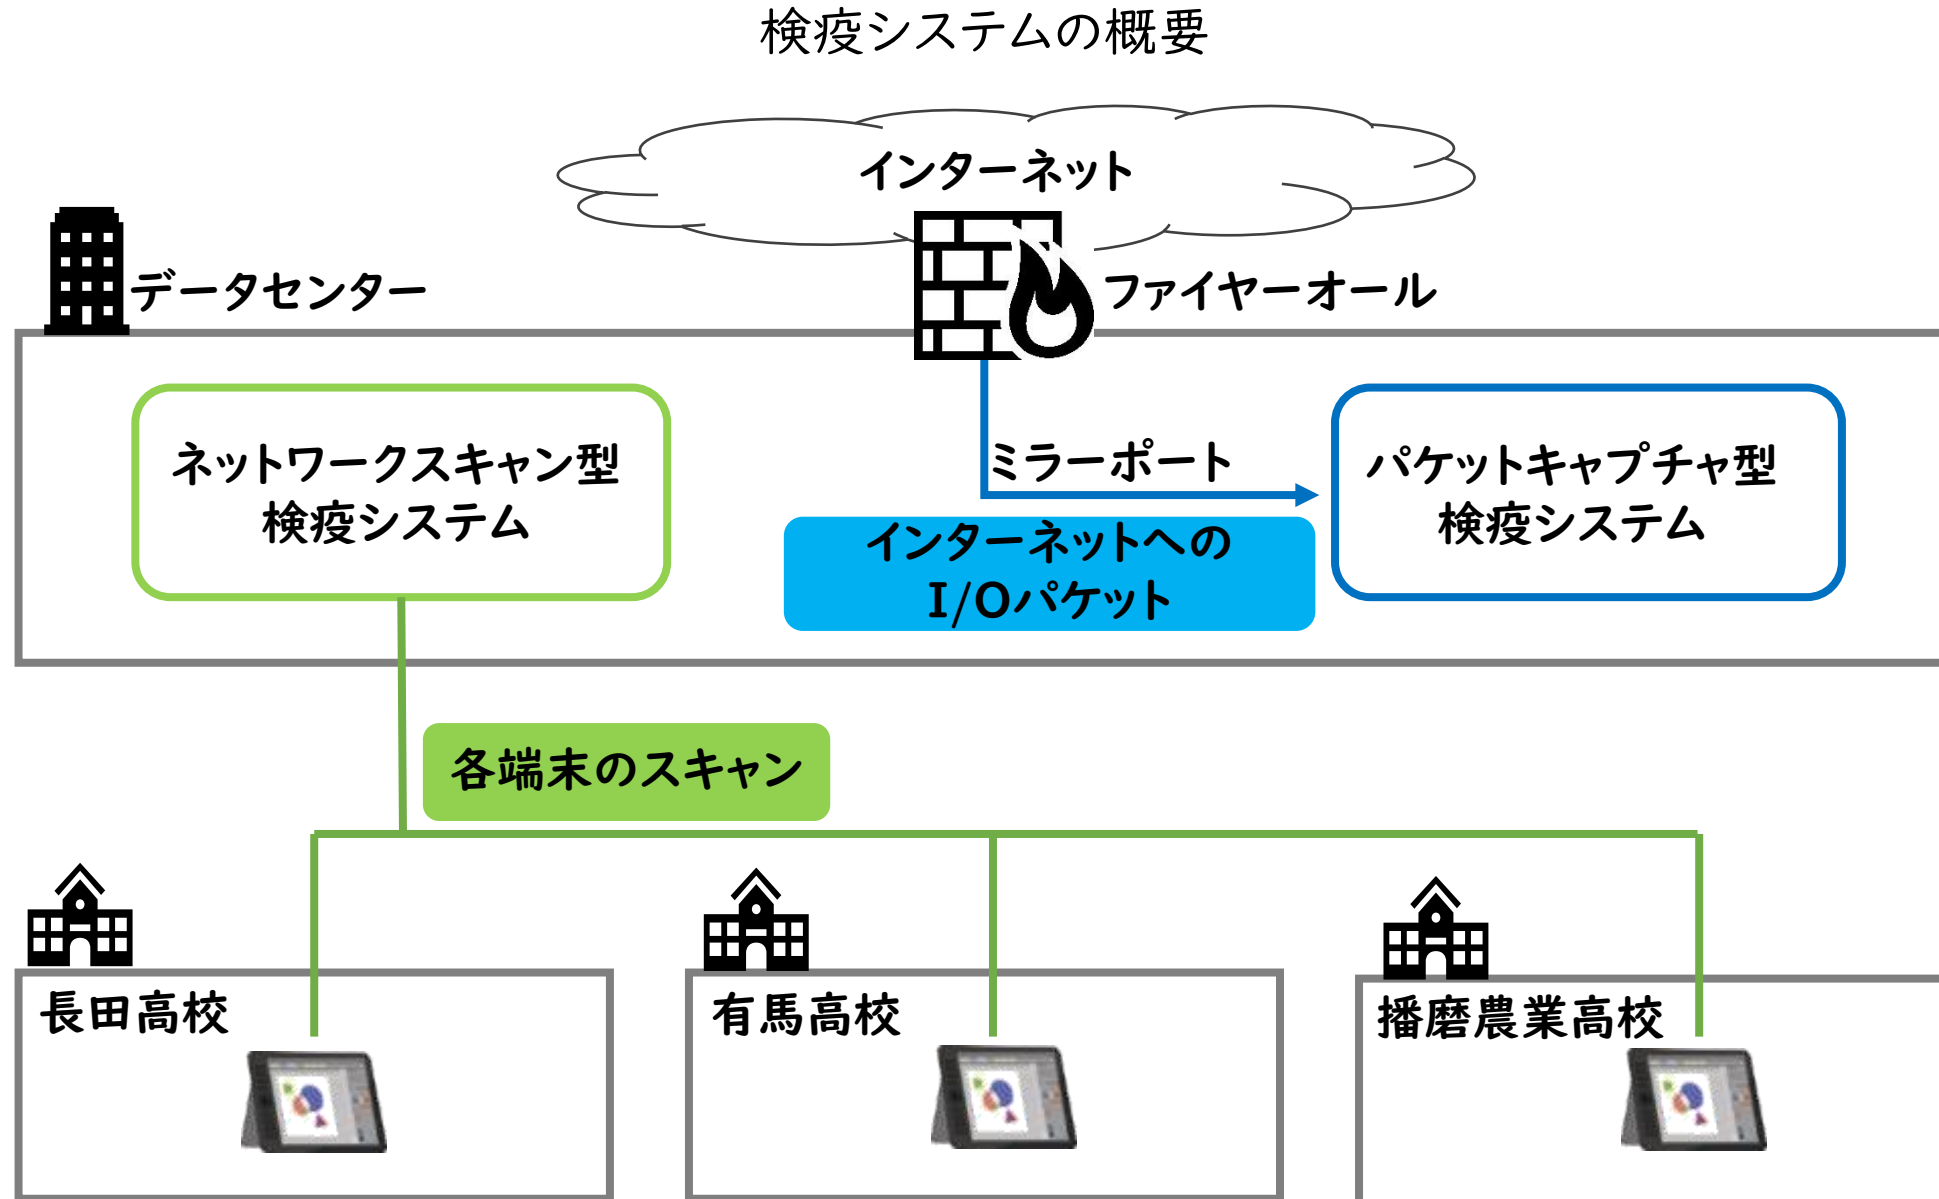 検疫システムの概要
インターネット
データセンター
ファイヤーオール
ネットワークスキャン型
検疫システム
ミラーポート
パケットキャプチャ型
検疫システム
インターネットへの
I/Oパケット
各端末のスキャン
長田高校
有馬高校
播磨農業高校